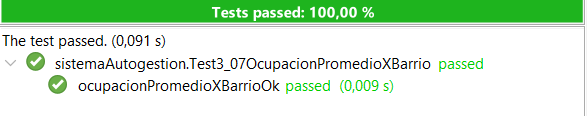 Tests passed: 100,00 %
The test passed. (0,091 s)
sistemaAutogestion.Test3_07OcupacionPromedioXBarrio passed
ocupacionPromedioXBarrioOk passed (0,009 s)